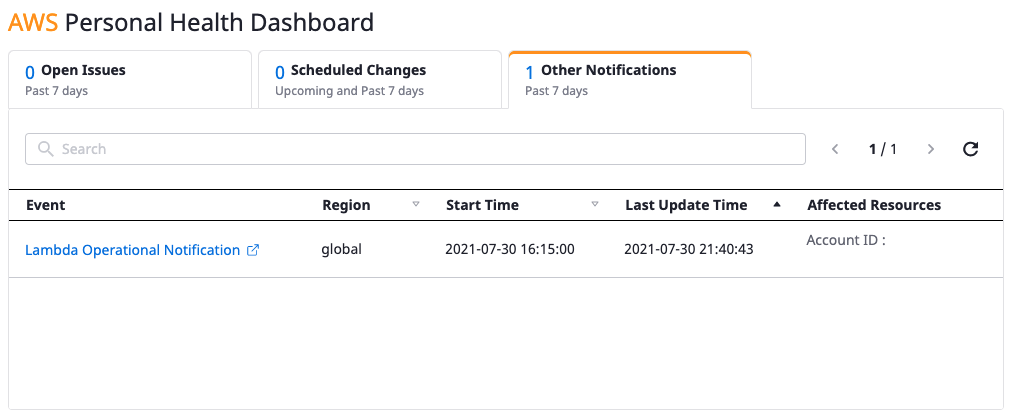 AWS Personal Health Dashboard
0 Open Issues
Past 7 days
0 Scheduled Changes
Upcoming and Past 7 days
1 Other Notifications
Past 7 days
Search
1 / 1
Event Region Start Time Last Update Time Affected Resources
Lambda Operational Notification global 2021-07-30 16:15:00 2021-07-30 21:40:43 Account ID :